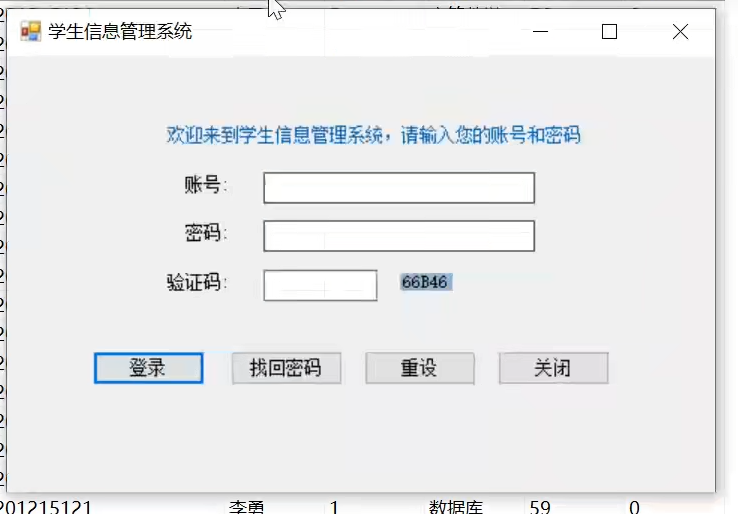 学生信息管理系统
欢迎来到学生信息管理系统，请输入您的账号和密码
账号:
密码:
验证码: 66B46
登录 找回密码 重设 关闭
201215121 李勇 1 数据库 59 0